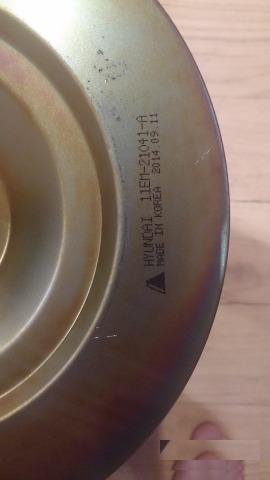 HYUNDAI 11EM-21041-A
MADE IN KOREA 2014.09.11